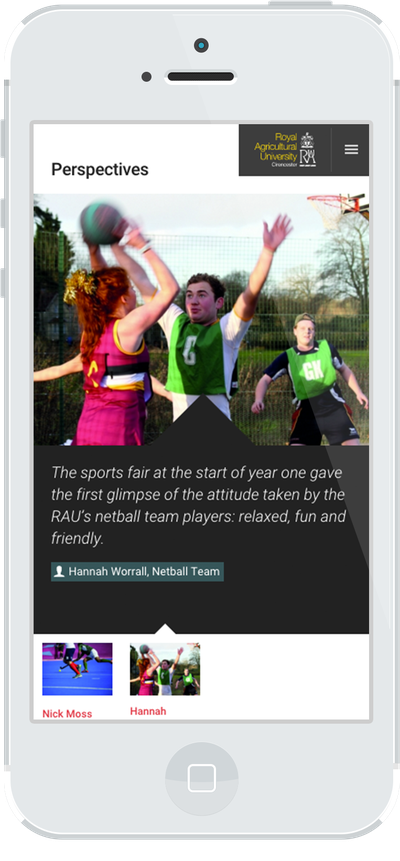 Royal
Agricultural
University
Cirencester
RAU
Perspectives
G
GK
The sports fair at the start of year one gave
the first glimpse of the attitude taken by the
RAU's netball team players: relaxed, fun and
friendly.
Hannah Worrall, Netball Team
Nick Moss
Hannah